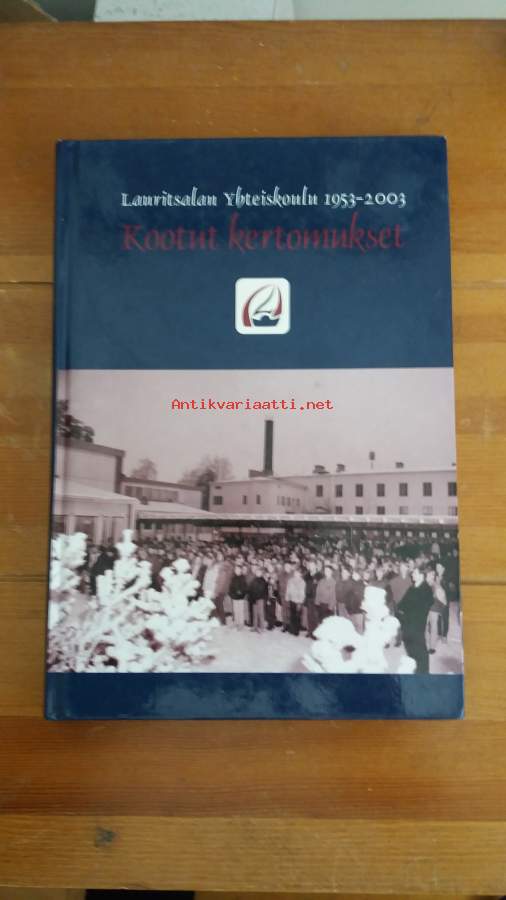 Lauritsalan Yhteiskoulu 1953-2003
Kootut kertomukset
Antikvariaatti.net